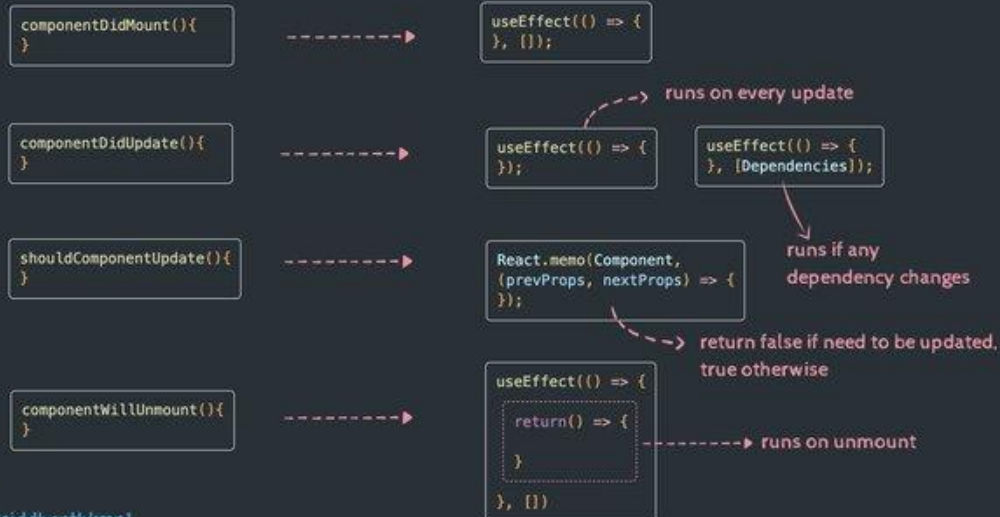 componentDidMount(){
}
useEffect(() => {
}, []);
runs on every update
componentDidUpdate(){
}
useEffect(() => {
});
useEffect(() => {
}, [Dependencies]);
runs if any
dependency changes
shouldComponentUpdate(){
}
React.memo(Component,
(prevProps, nextProps) => {
});
return false if need to be updated,
true otherwise
componentWillUnmount(){
}
useEffect(() => {
return() => {
}
}, [])
runs on unmount